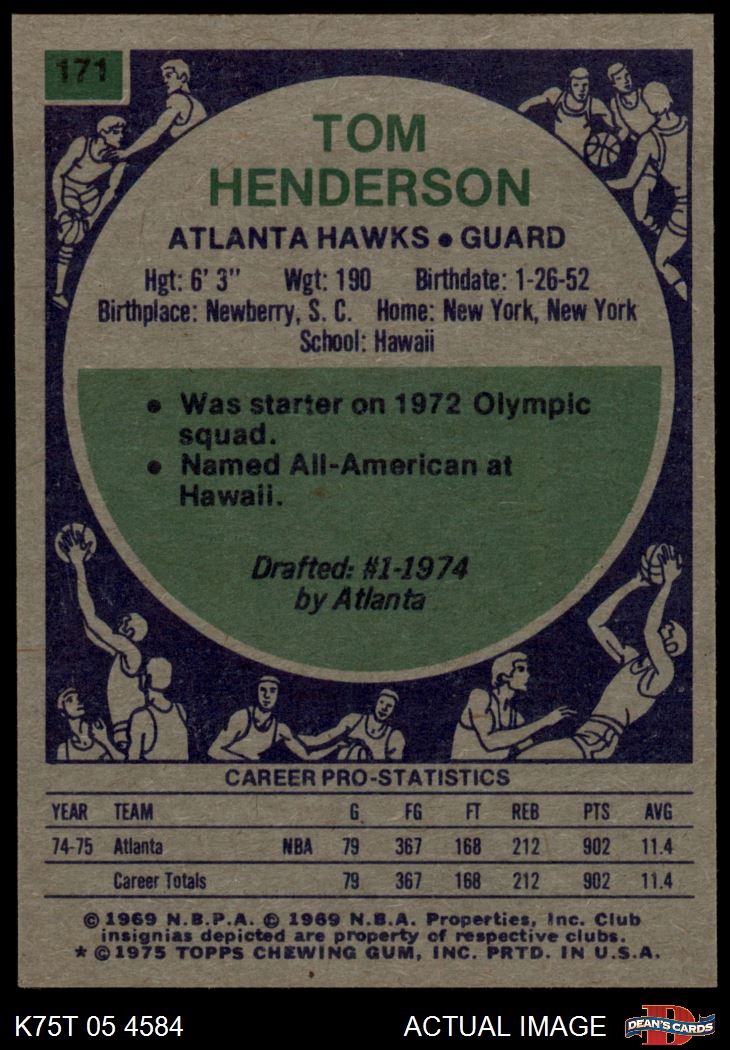 171
TOM
HENDERSON
ATLANTA HAWKS • GUARD
Hgt: 6' 3" Wgt: 190 Birthdate: 1-26-52
Birthplace: Newberry, S. C. Home: New York, New York
School: Hawaii
• Was starter on 1972 Olympic
squad.
• Named All-American at
Hawaii.
Drafted: #1-1974
by Atlanta
CAREER PRO-STATISTICS
YEAR TEAM G FG FT REB PTS AVG
74-75 Atlanta NBA 79 367 168 212 902 11.4
Career Totals 79 367 168 212 902 11.4
© 1969 N.B.P.A. © 1969 N.B.A. Properties, Inc. Club
insignias depicted are property of respective clubs.
* © 1975 TOPPS CHEWING GUM, INC. PRTD. IN U.S.A.
K75T 05 4584 ACTUAL IMAGE D DEAN'S CARDS